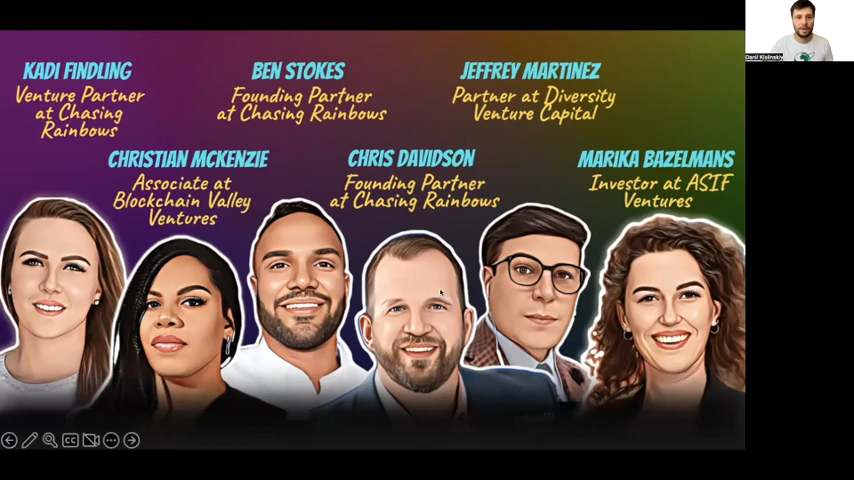 Danil Kislinskiy
KADI FINDLING
Venture Partner
at Chasing
Rainbows
BEN STOKES
Founding Partner
at Chasing Rainbows
JEFFREY MARTINEZ
Partner at Diversity
Venture Capital
CHRISTIAN MCKENZIE
Associate at
Blockchain Valley
Ventures
CHRIS DAVIDSON
Founding Partner
at Chasing Rainbows
MARIKA BAZELMANS
Investor at ASIF
Ventures
CC